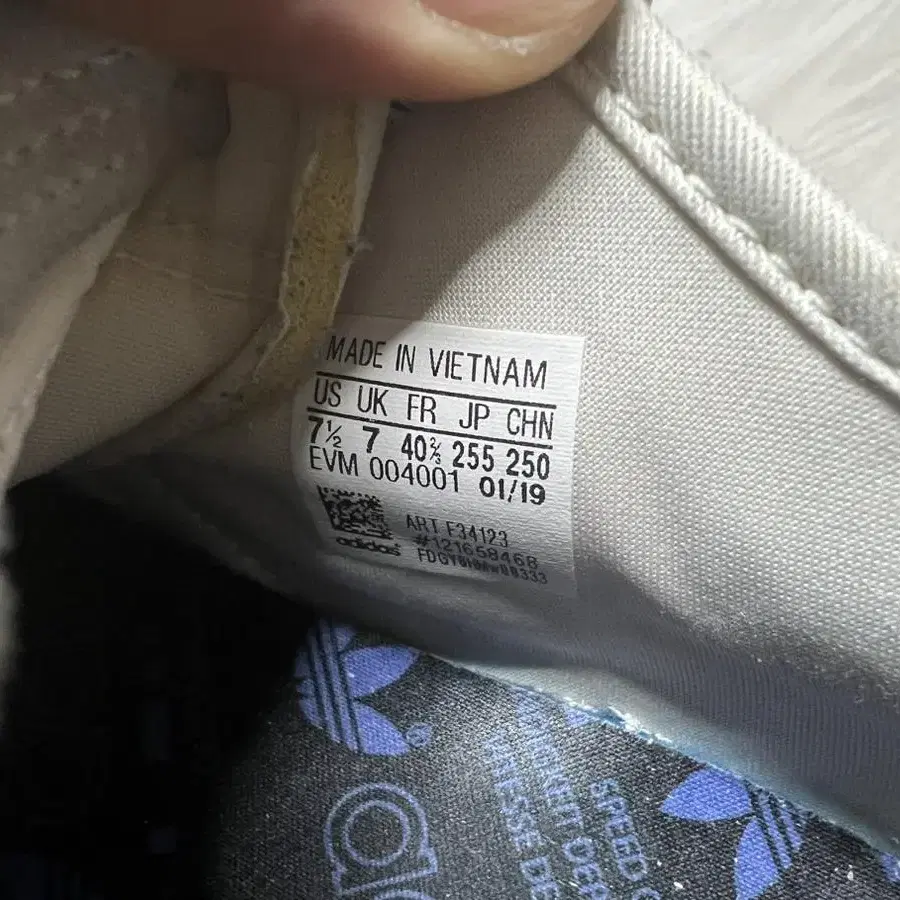 MADE IN VIETNAM
US UK FR JP CHN
7½ 7 40⅔ 255 250
EVM 004001 01/19
ART F34123
#121658468
adidas
SPEED